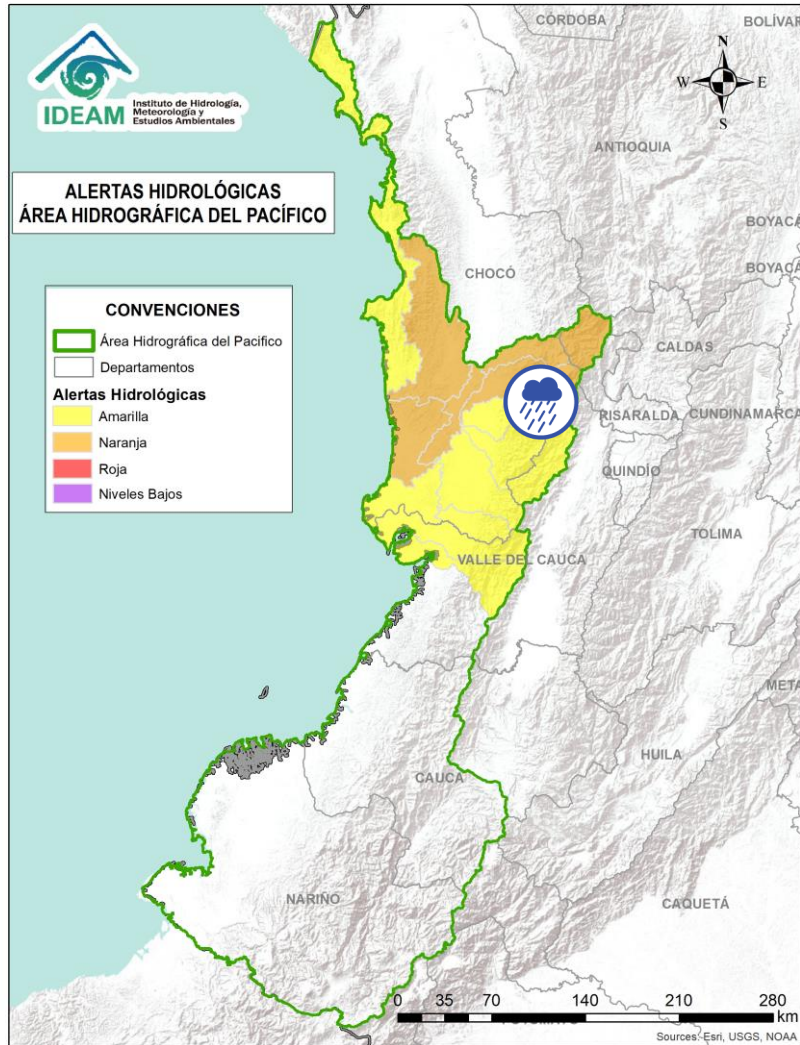 CÓRDOBA
BOLÍVAR
N
W
E
S
IDEAM
Instituto de Hidrología,
Meteorología y
Estudios Ambientales
ANTIOQUIA
ALERTAS HIDROLÓGICAS
ÁREA HIDROGRÁFICA DEL PACÍFICO
BOYACÁ
BOYACÁ
CHOCÓ
CONVENCIONES
Área Hidrográfica del Pacifico
Departamentos
Alertas Hidrológicas
Amarilla
Naranja
Roja
Niveles Bajos
CALDAS
RISARALDA
CUNDINAMARCA
QUINDÍO
TOLIMA
VALLE DEL CAUCA
META
HUILA
CAUCA
NARIÑO
CAQUETÁ
0 35 70 140 210 280
km
Sources: Esri, USGS, NOAA